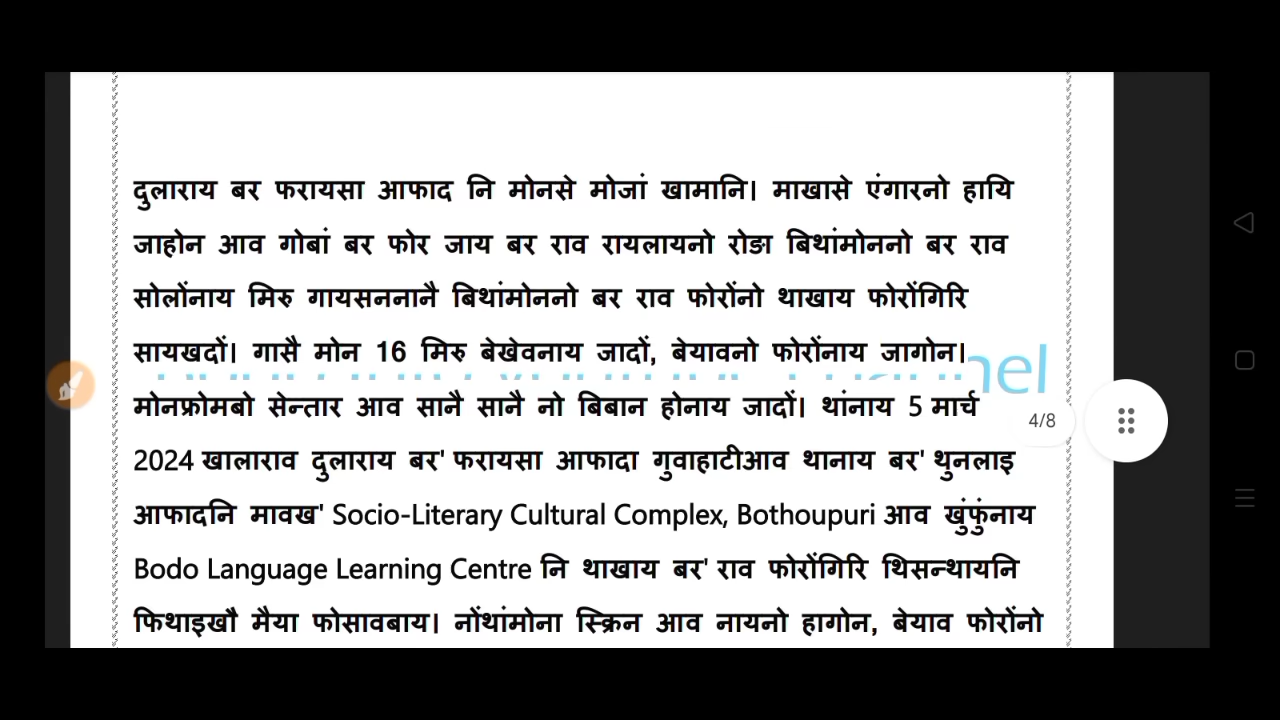 दुलाराय बर फरायसा आफाद नि मोनसे मोजां खामानि। माखासे एंगारनो हायि
जाहोन आव गोबां बर फोर जाय बर राव रायलायनो रोङा बिथांमोननो बर राव
सोलोंनाय मिरु गायसननानै बिथांमोननो बर राव फोरोंनो थाखाय फोरोंगिरि
सायखदों। गासै मोन 16 मिरु बेखेवनाय जादों, बेयावनो फोरोंनाय जागोन।
मोनफ्रोमबो सेन्तार आव सानै सानै नो बिबान होनाय जादों। थांनाय 5 मार्च
4/8
2024 खालाराव दुलाराय बर' फरायसा आफादा गुवाहाटीआव थानाय बर' थुनलाइ
आफादनि मावख' Socio-Literary Cultural Complex, Bothoupuri आव खुंफुंनाय
Bodo Language Learning Centre नि थाखाय बर' राव फोरोंगिरि थिसन्थायनि
फिथाइखौ मैया फोसावबाय। नोंथांमोना स्क्रिन आव नायनो हागोन, बेयाव फोरोंनो